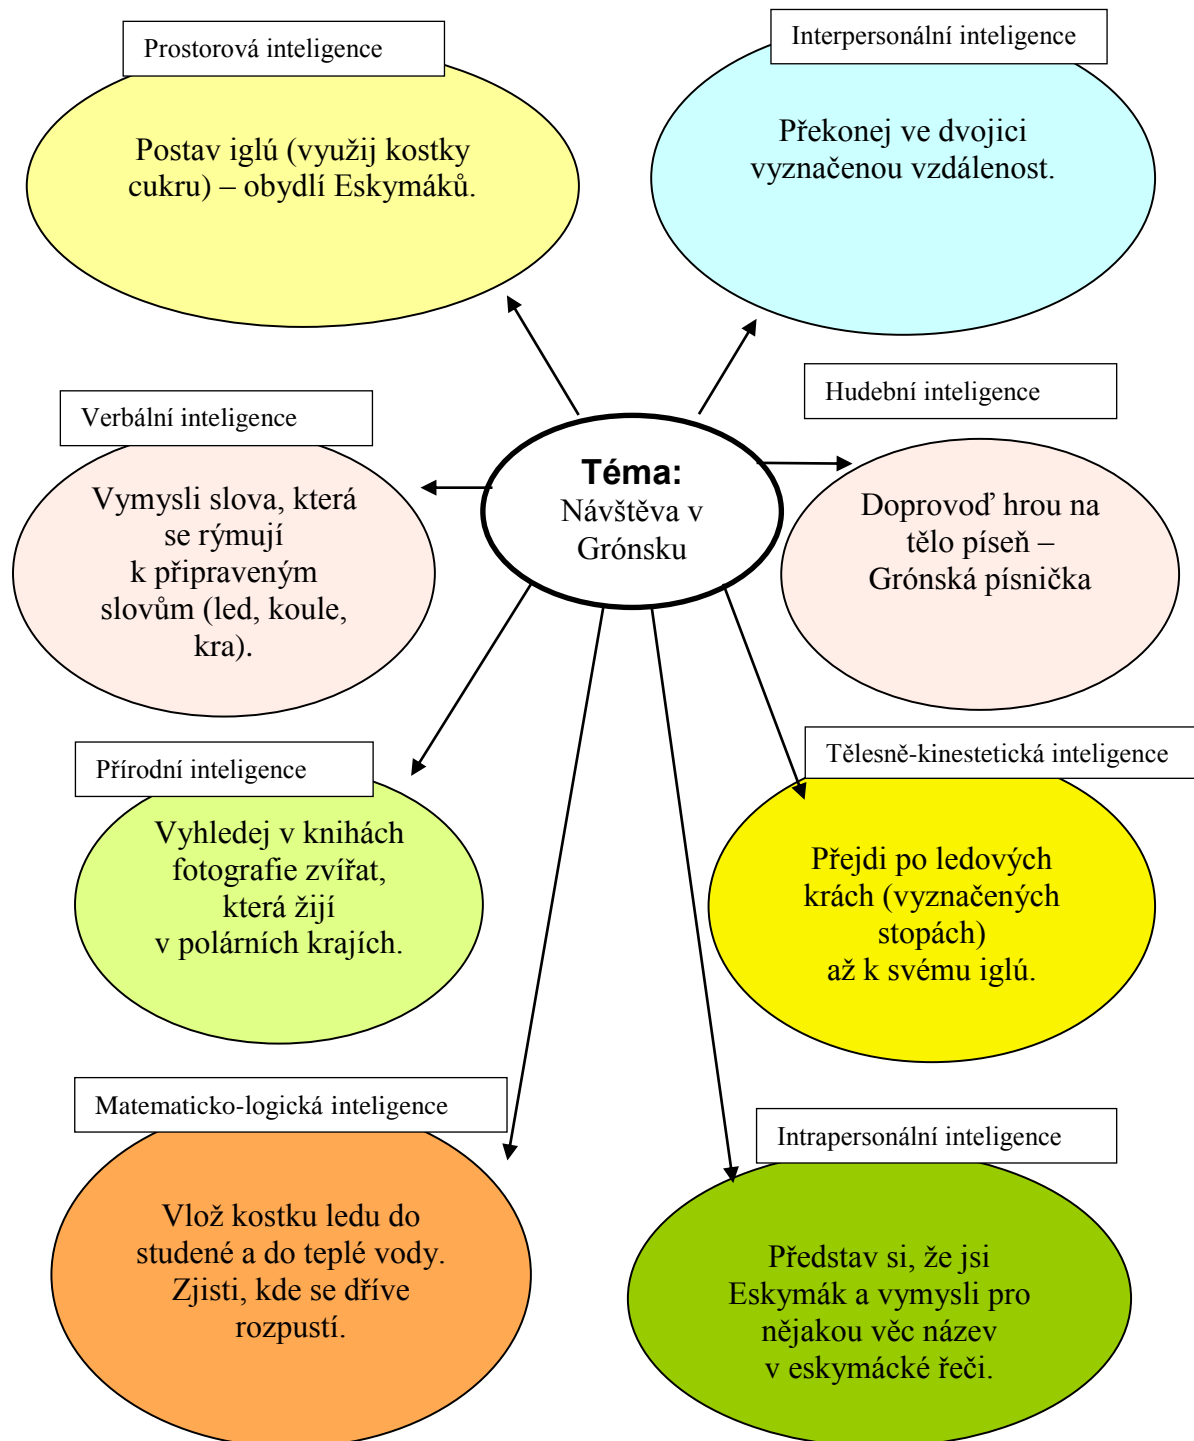 Prostorová inteligence
Postav iglú (využij kostky
cukru) – obydlí Eskymáků.
Interpersonální inteligence
Překonej ve dvojici
vyznačenou vzdálenost.
Verbální inteligence
Vymysli slova, která
se rýmují
k připraveným
slovům (led, koule,
kra).
Téma:
Návštěva v
Grónsku
Hudební inteligence
Doprovoď hrou na
tělo píseň –
Grónská písnička
Přírodní inteligence
Vyhledej v knihách
fotografie zvířat,
která žijí
v polárních krajích.
Tělesně-kinestetická inteligence
Přejdi po ledových
krách (vyznačených
stopách)
až k svému iglú.
Matematicko-logická inteligence
Vlož kostku ledu do
studené a do teplé vody.
Zjisti, kde se dříve
rozpustí.
Intrapersonální inteligence
Představ si, že jsi
Eskymák a vymysli pro
nějakou věc název
v eskymácké řeči.